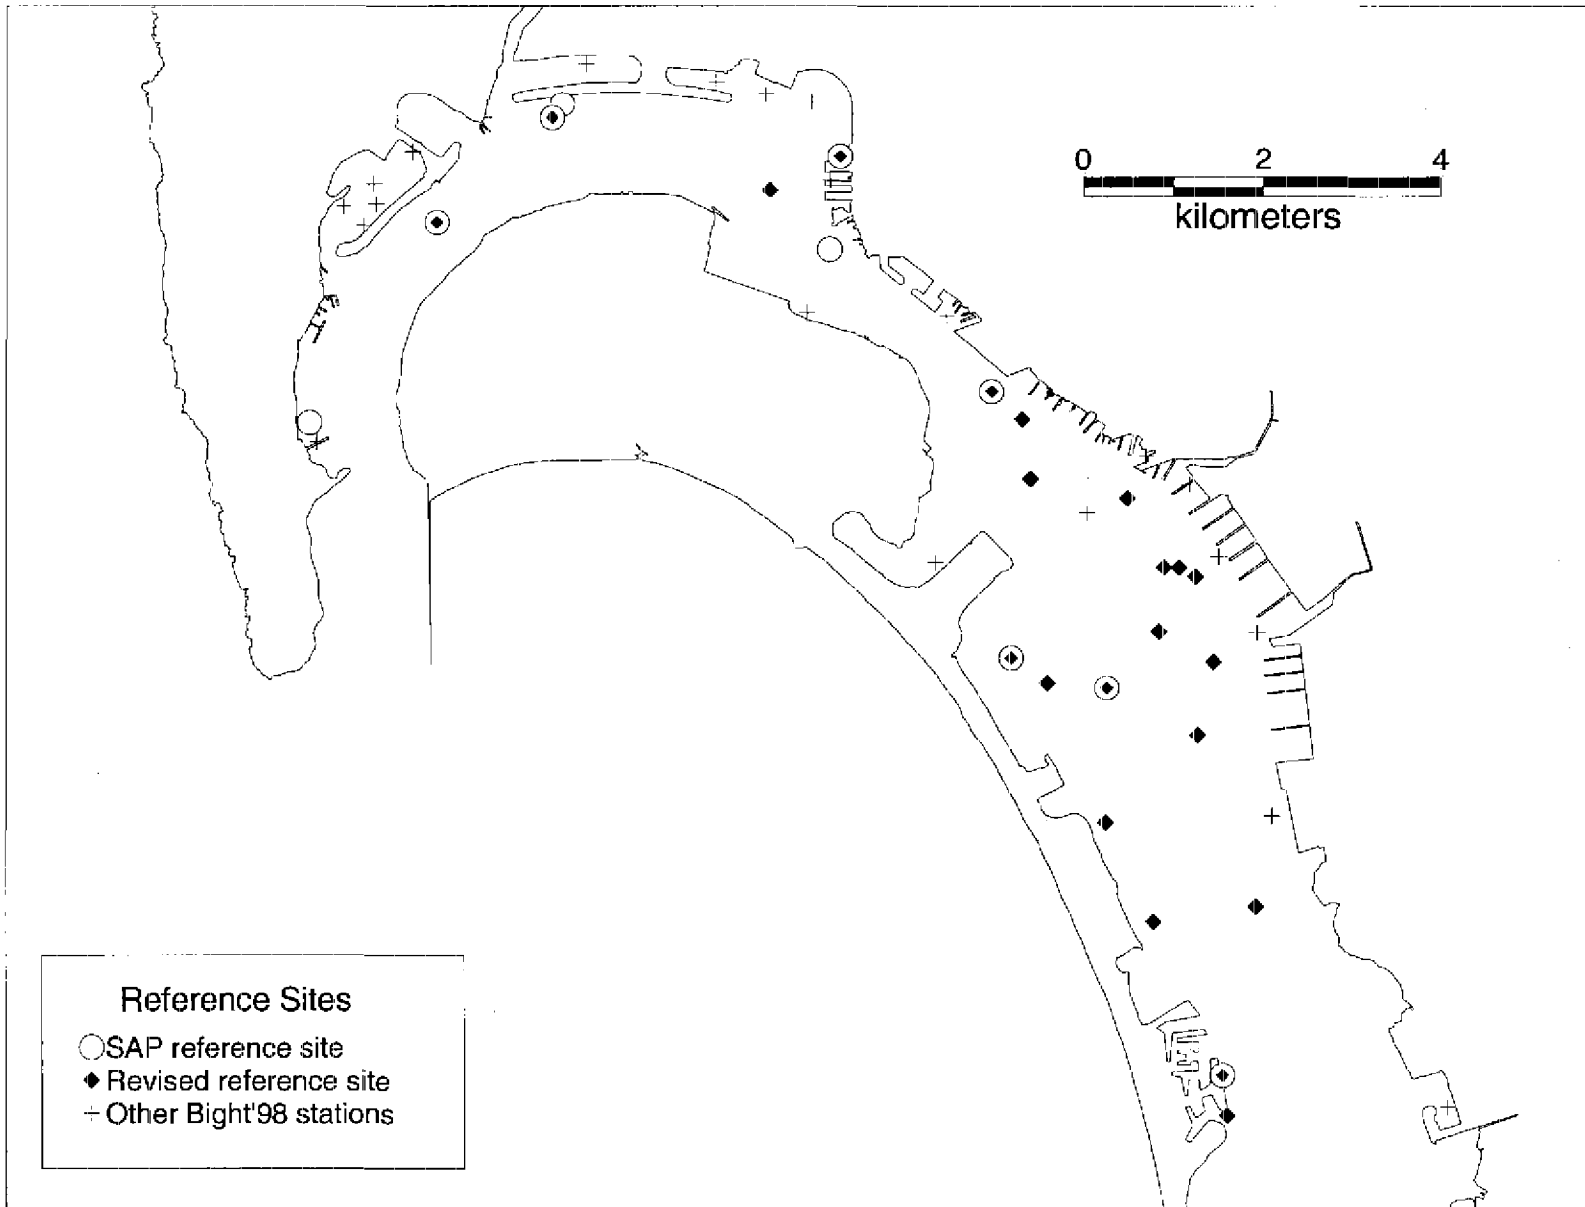 0 2 4
kilometers
Reference Sites
SAP reference site
Revised reference site
Other Bight'98 stations